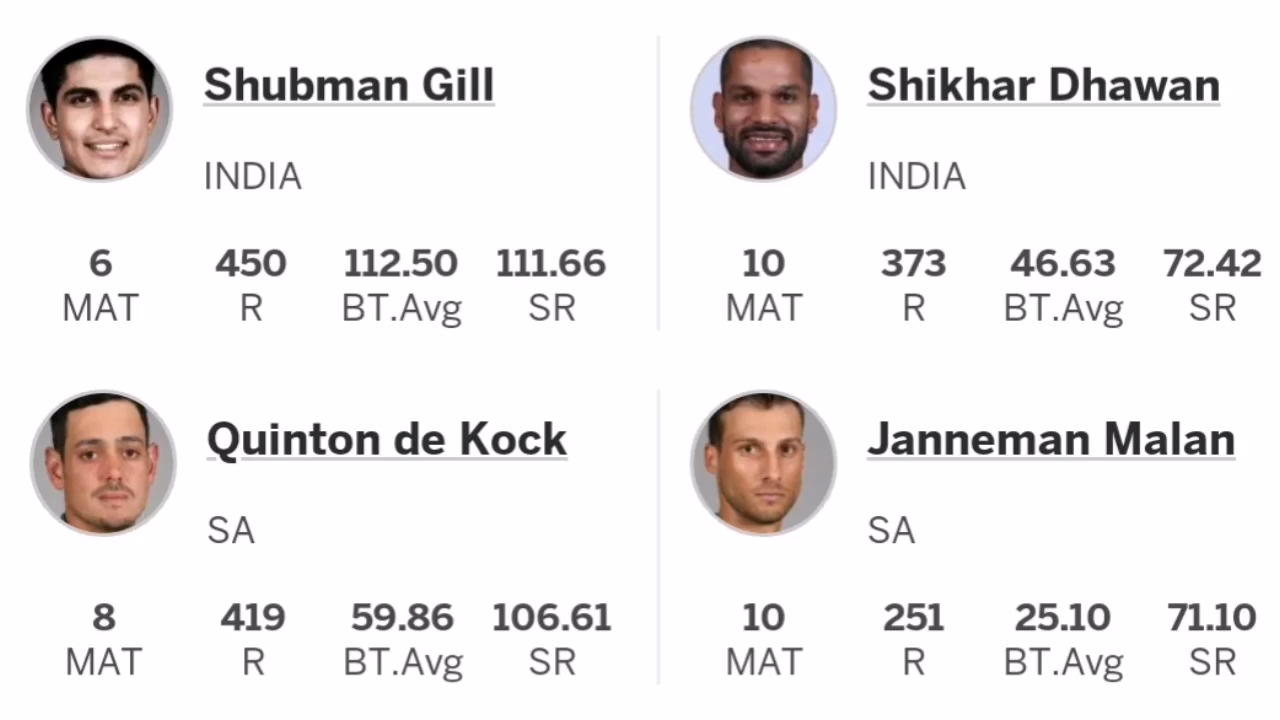 Shubman Gill
INDIA
6 450 112.50 111.66
MAT R BT.Avg SR
Shikhar Dhawan
INDIA
10 373 46.63 72.42
MAT R BT.Avg SR
Quinton de Kock
SA
8 419 59.86 106.61
MAT R BT.Avg SR
Janneman Malan
SA
10 251 25.10 71.10
MAT R BT.Avg SR